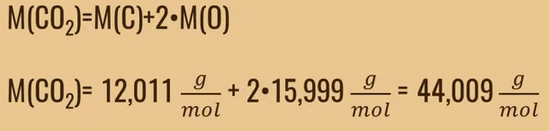 M(CO₂)=M(C)+2•M(O)
M(CO₂)= 12,011 g/mol + 2•15,999 g/mol = 44,009 g/mol